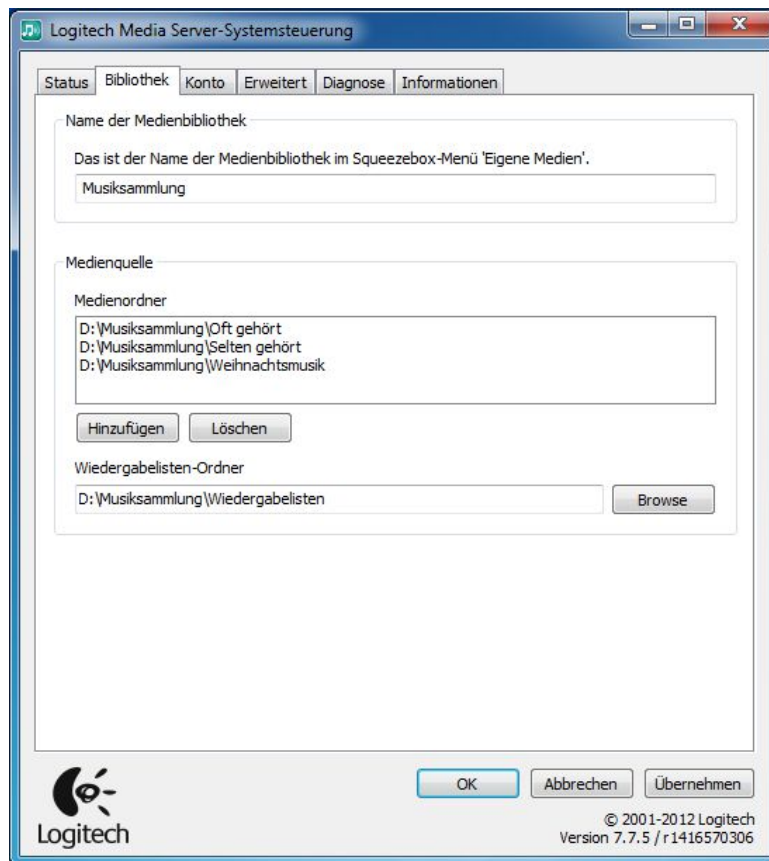 Logitech Media Server-Systemsteuerung
Status Bibliothek Konto Erweitert Diagnose Informationen
Name der Medienbibliothek
Das ist der Name der Medienbibliothek im Squeezebox-Menü 'Eigene Medien'.
Musiksammlung
Medienquelle
Medienordner
D:\Musiksammlung\Oft gehört
D:\Musiksammlung\Selten gehört
D:\Musiksammlung\Weihnachtsmusik
Hinzufügen Löschen
Wiedergabelisten-Ordner
D:\Musiksammlung\Wiedergabelisten Browse
OK Abbrechen Übernehmen
Logitech
© 2001-2012 Logitech
Version 7.7.5 / r1416570306